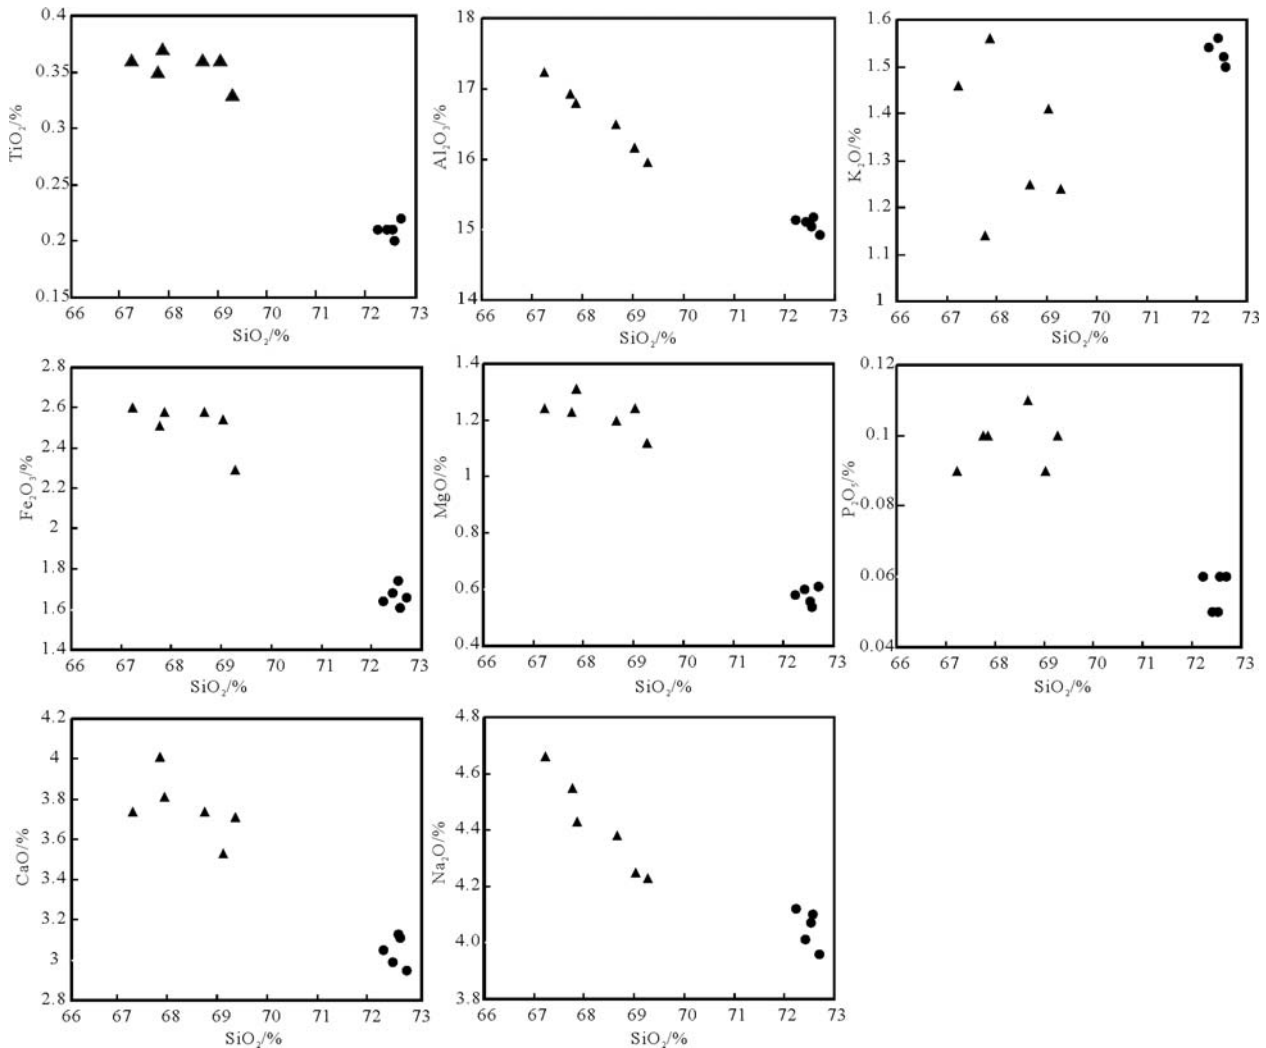 TiO₂/%
0.4
0.35
0.3
0.25
0.2
0.15
66 67 68 69 70 71 72 73
SiO₂/%
Al₂O₃/%
18
17
16
15
14
66 67 68 69 70 71 72 73
SiO₂/%
K₂O/%
1.6
1.5
1.4
1.3
1.2
1.1
1
66 67 68 69 70 71 72 73
SiO₂/%
Fe₂O₃/%
2.8
2.6
2.4
2.2
2
1.8
1.6
1.4
66 67 68 69 70 71 72 73
SiO₂/%
MgO/%
1.4
1.2
1
0.8
0.6
0.4
66 67 68 69 70 71 72 73
SiO₂/%
P₂O₅/%
0.12
0.1
0.08
0.06
0.04
66 67 68 69 70 71 72 73
SiO₂/%
CaO/%
4.2
4
3.8
3.6
3.4
3.2
3
2.8
66 67 68 69 70 71 72 73
SiO₂/%
Na₂O/%
4.8
4.6
4.4
4.2
4.0
3.8
66 67 68 69 70 71 72 73
SiO₂/%